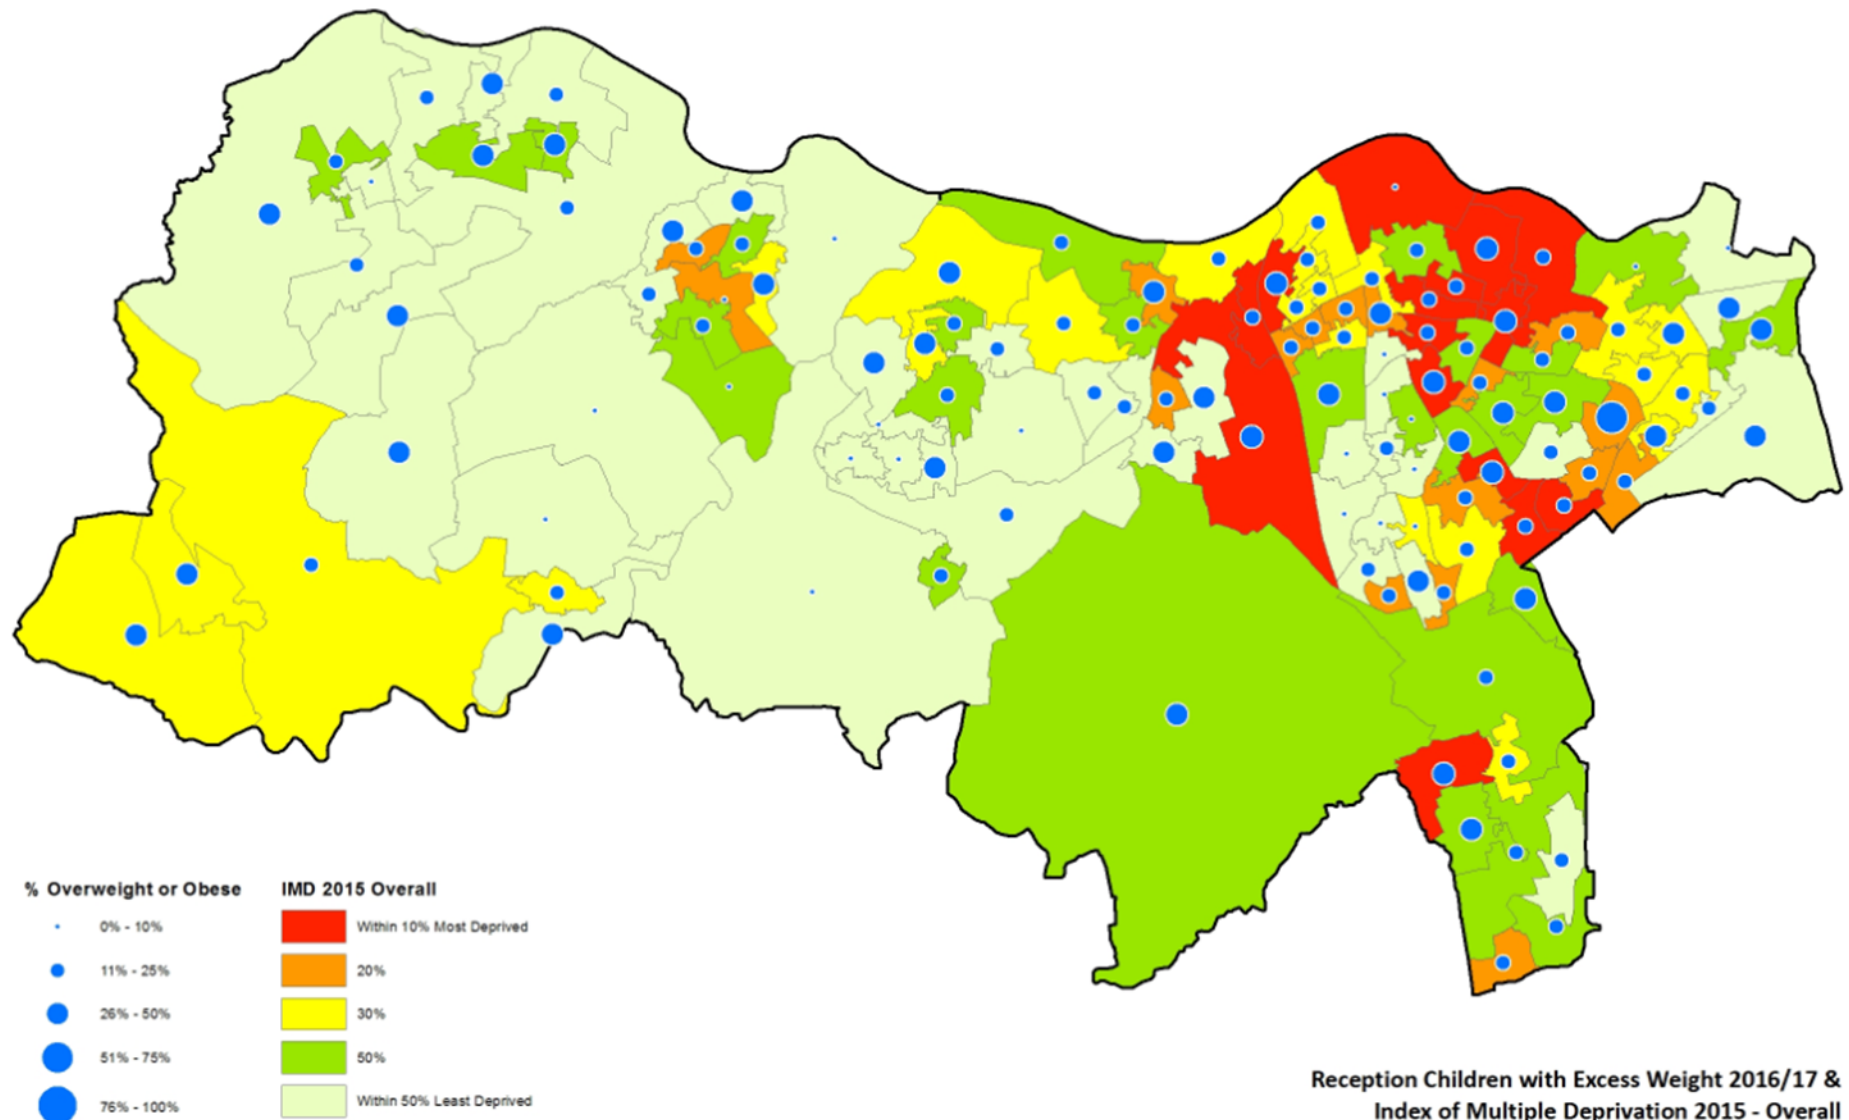 % Overweight or Obese
0% - 10%
11% - 25%
26% - 50%
51% - 75%
76% - 100%
IMD 2015 Overall
Within 10% Most Deprived
20%
30%
50%
Within 50% Least Deprived
Reception Children with Excess Weight 2016/17 &
Index of Multiple Deprivation 2015 - Overall